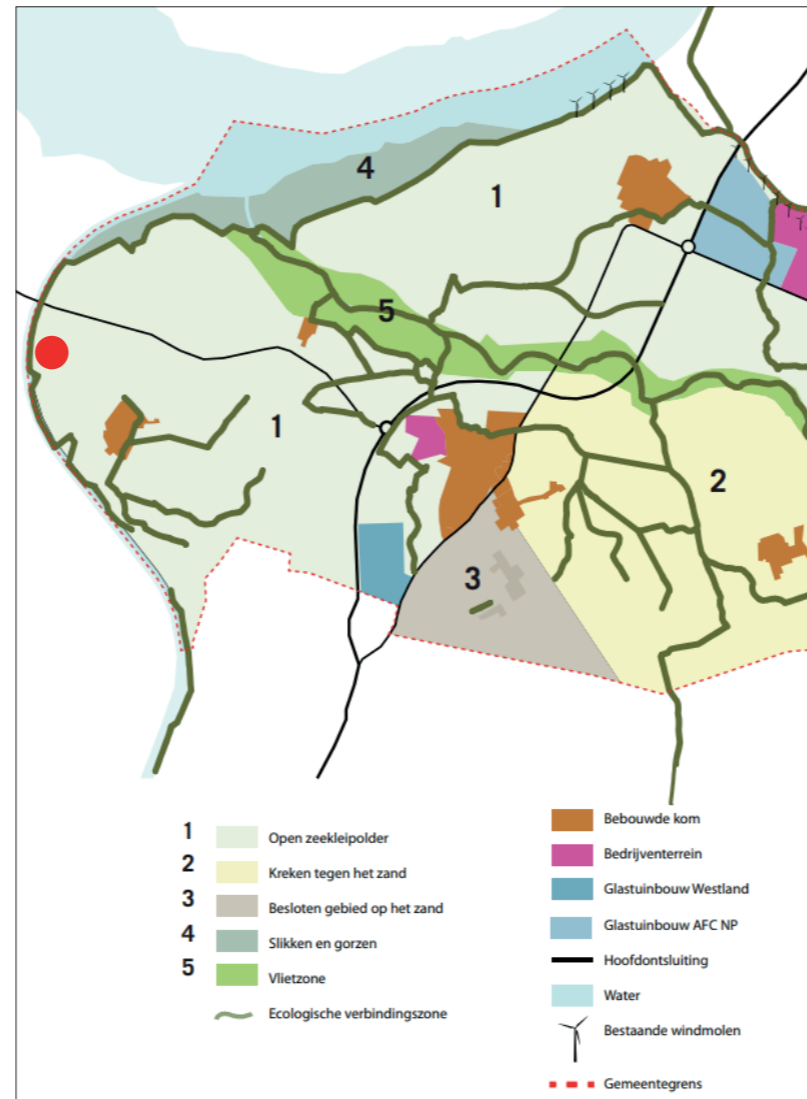 4
1
5
1
2
3
1 Open zeekleipolder
2 Kreken tegen het zand
3 Besloten gebied op het zand
4 Slikken en gorzen
5 Vlietzone
Ecologische verbindingszone
Bebouwde kom
Bedrijventerrein
Glastuinbouw Westland
Glastuinbouw AFC NP
Hoofdontsluiting
Water
Bestaande windmolen
Gemeentegrens